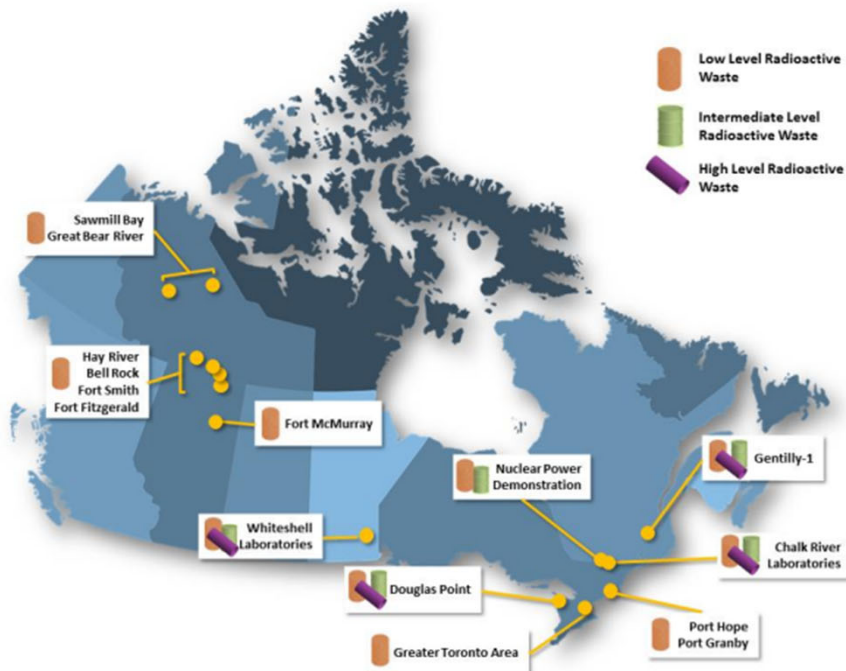 Low Level Radioactive
Waste
Intermediate Level
Radioactive Waste
High Level Radioactive
Waste
Sawmill Bay
Great Bear River
Hay River
Bell Rock
Fort Smith
Fort Fitzgerald
Fort McMurray
Nuclear Power
Demonstration
Gentilly-1
Whiteshell
Laboratories
Chalk River
Laboratories
Douglas Point
Port Hope
Port Granby
Greater Toronto Area